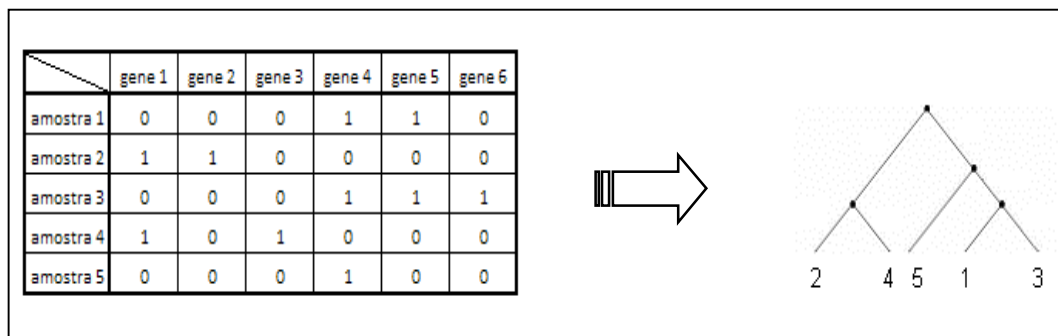 gene 1 gene 2 gene 3 gene 4 gene 5 gene 6
amostra 1 0 0 0 1 1 0
amostra 2 1 1 0 0 0 0
amostra 3 0 0 0 1 1 1
amostra 4 1 0 1 0 0 0
amostra 5 0 0 0 1 0 0
2 4 5 1 3